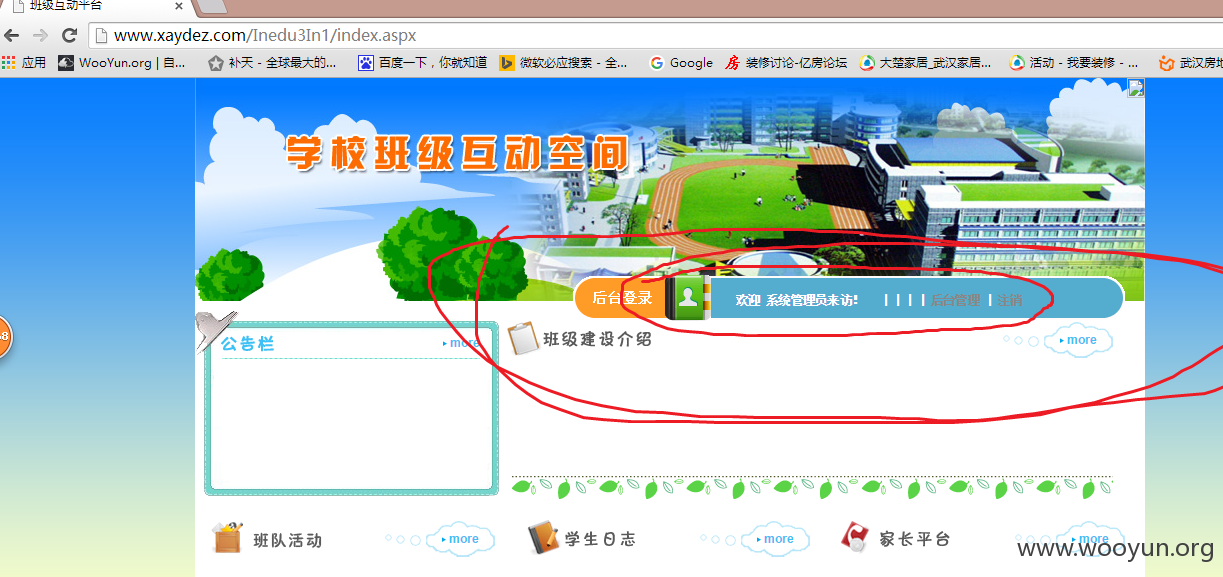 班级互动平台
www.xaydez.com/Inedu3In1/index.aspx
应用 WooYun.org | 自... 补天 - 全球最大的... 百度一下，你就知道 微软必应搜索 - 全... Google 装修讨论-亿房论坛 大楚家居_武汉家居... 活动 - 我要装修 - ... 武汉房地
学校班级互动空间
后台登录 欢迎 系统管理员来访! | | | | 后台管理 | 注销
公告栏 more
班级建设介绍 more
班队活动 more
学生日志 more
家长平台 more
www.wooyun.org